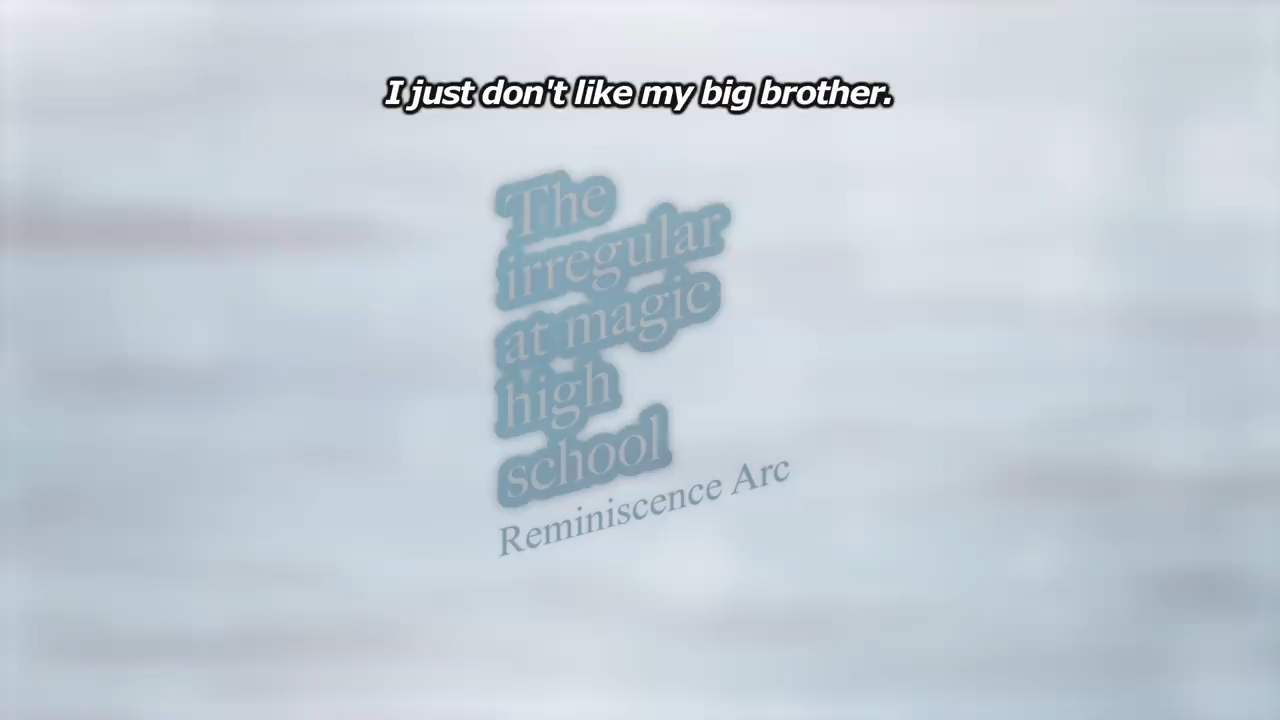 I just don't like my big brother.
The
irregular
at magic
high
school
Reminiscence Arc